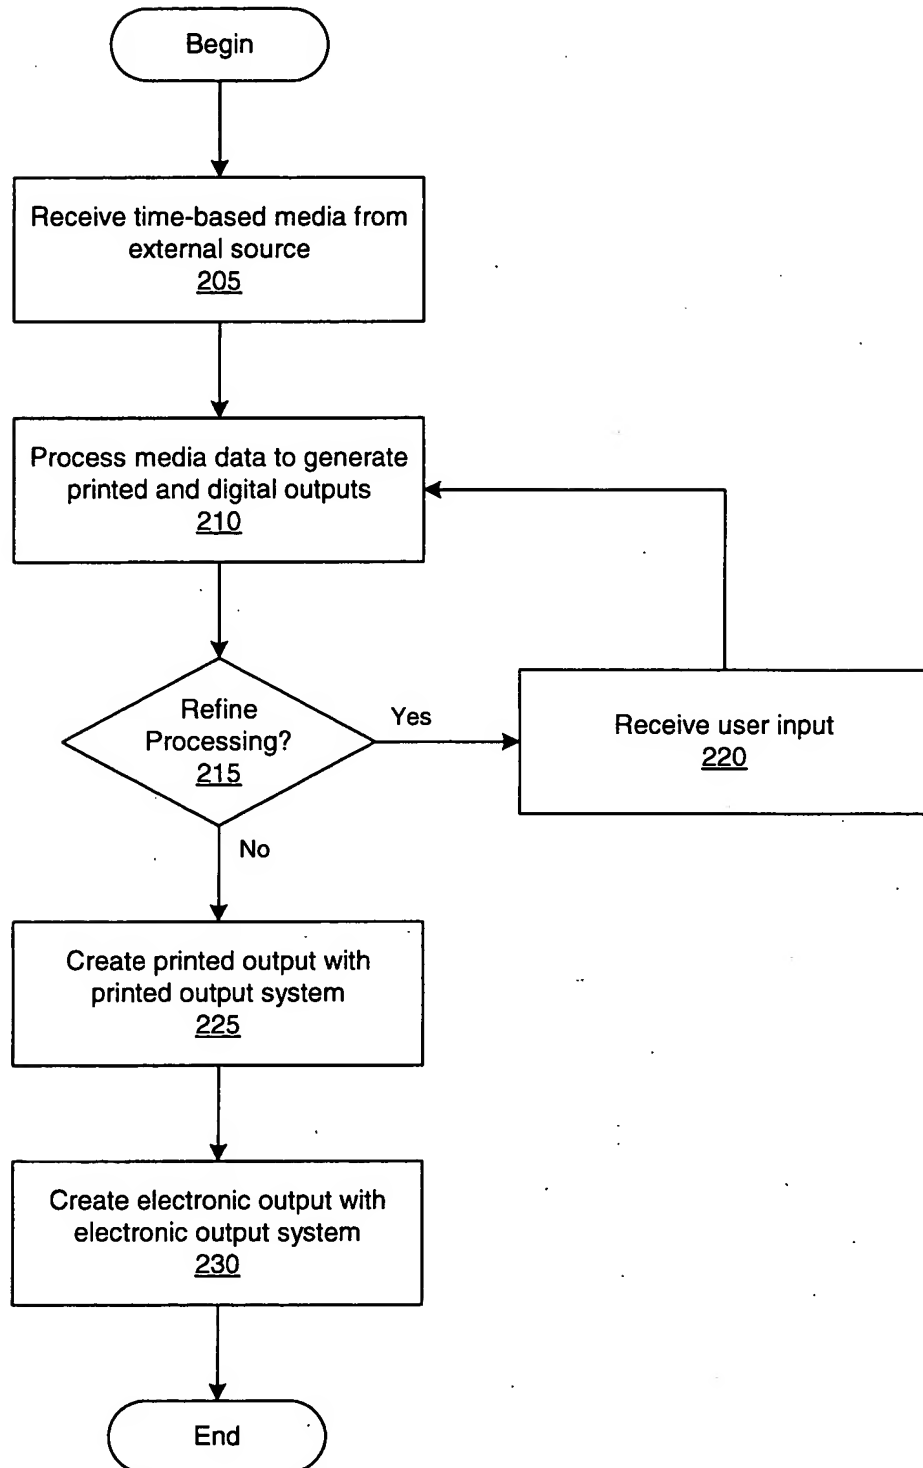 Begin
Receive time-based media from
external source
205
Process media data to generate
printed and digital outputs
210
Refine
Processing?
215
Yes
Receive user input
220
No
Create printed output with
printed output system
225
Create electronic output with
electronic output system
230
End